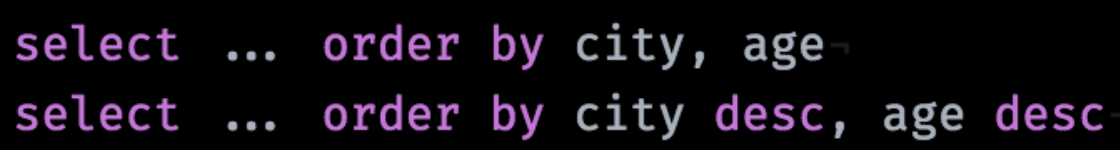 select ... order by city, age¬
select ... order by city desc, age desc